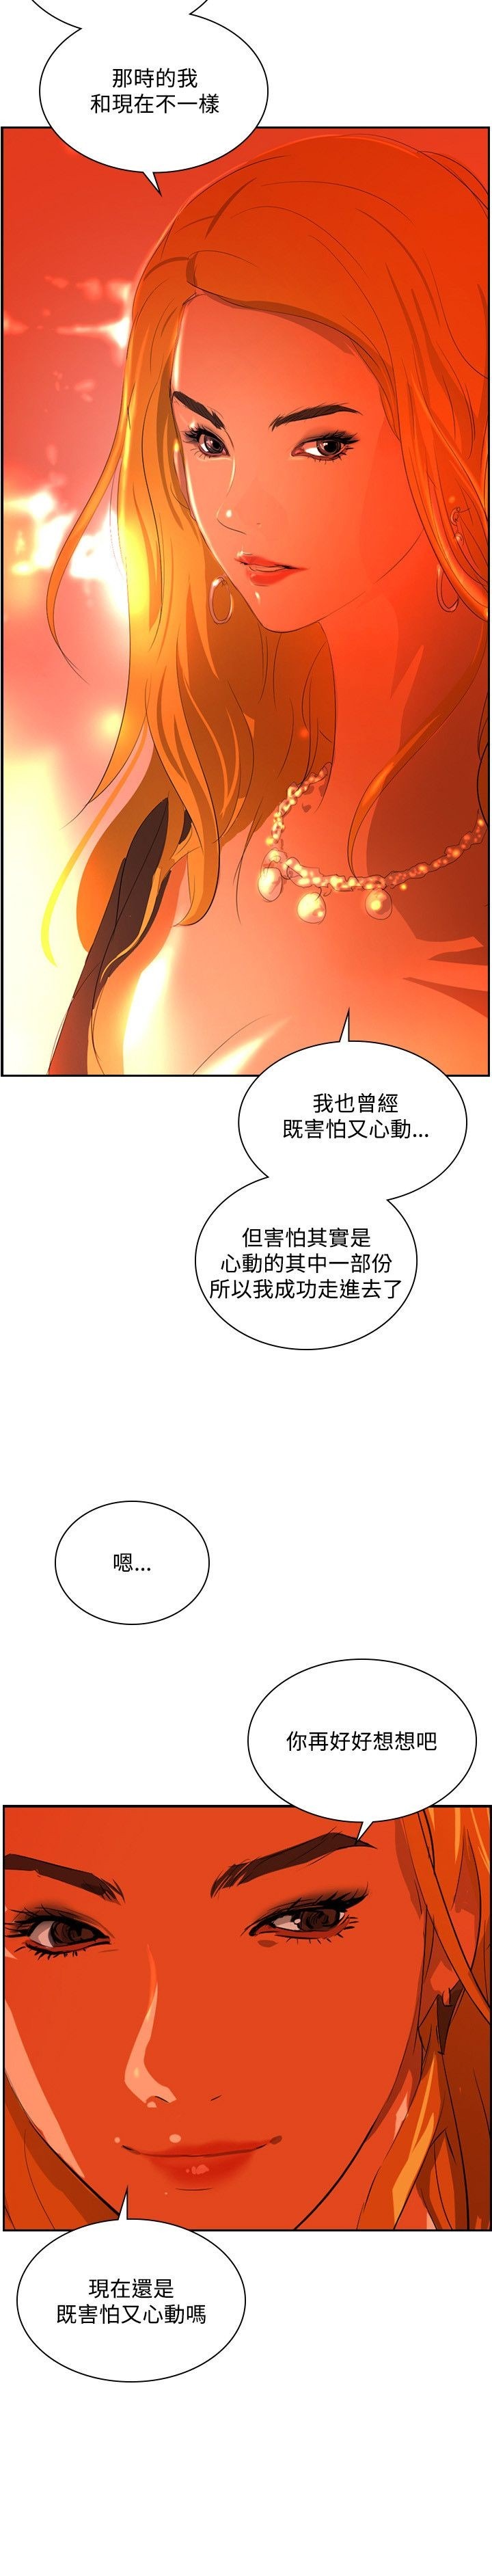 那時的我
和現在不一樣
我也曾經
既害怕又心動...
但害怕其實是
心動的其中一部份
所以我成功走進去了
嗯...
你再好好想想吧
現在還是
既害怕又心動嗎